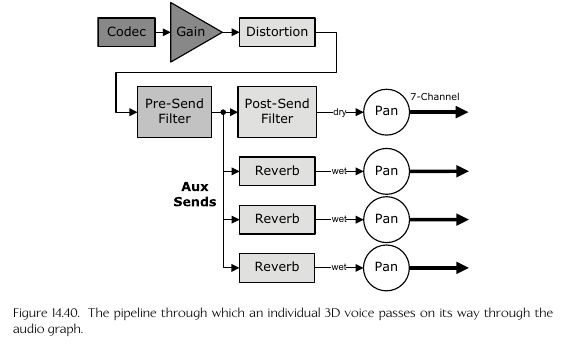 Codec
Gain
Distortion
Pre-Send
Filter
Post-Send
Filter
dry
Pan
7-Channel
Reverb
wet
Pan
Aux
Sends
Reverb
wet
Pan
Reverb
wet
Pan
Figure 14.40. The pipeline through which an individual 3D voice passes on its way through the
audio graph.